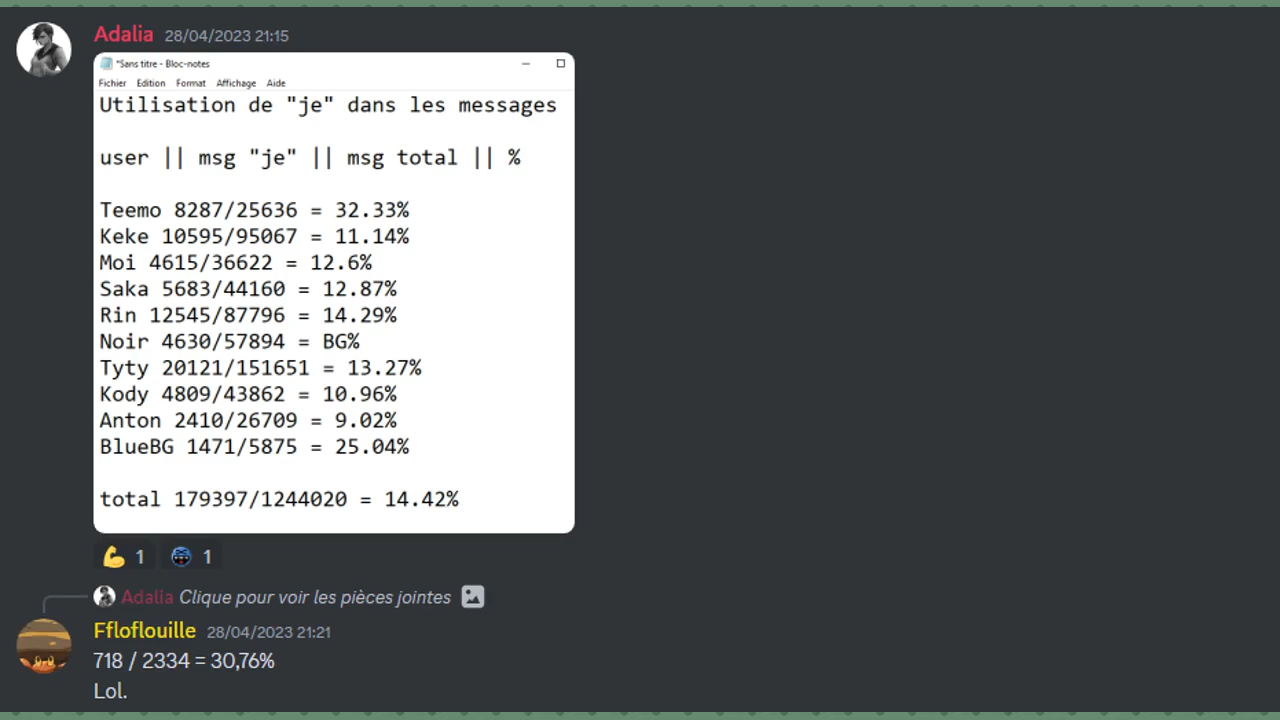 Adalia 28/04/2023 21:15
*Sans titre - Bloc-notes
Fichier Edition Format Affichage Aide
Utilisation de "je" dans les messages
user || msg "je" || msg total || %
Teemo 8287/25636 = 32.33%
Keke 10595/95067 = 11.14%
Moi 4615/36622 = 12.6%
Saka 5683/44160 = 12.87%
Rin 12545/87796 = 14.29%
Noir 4630/57894 = BG%
Tyty 20121/151651 = 13.27%
Kody 4809/43862 = 10.96%
Anton 2410/26709 = 9.02%
BlueBG 1471/5875 = 25.04%
total 179397/1244020 = 14.42%
1 1
Adalia Clique pour voir les pièces jointes
Ffloflouille 28/04/2023 21:21
718 / 2334 = 30,76%
Lol.